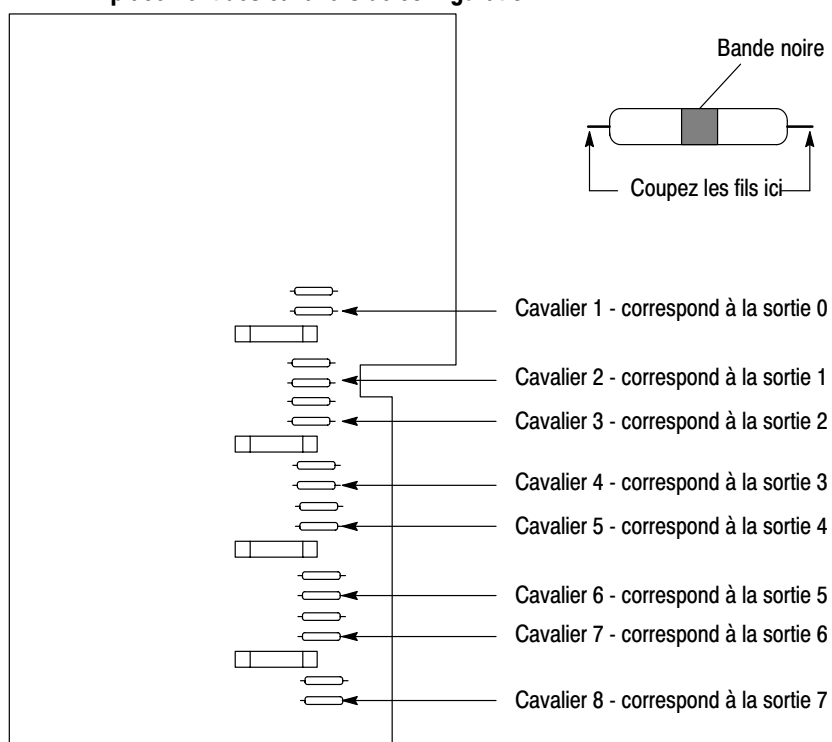 Bande noire
Coupez les fils ici
Cavalier 1 - correspond à la sortie 0
Cavalier 2 - correspond à la sortie 1
Cavalier 3 - correspond à la sortie 2
Cavalier 4 - correspond à la sortie 3
Cavalier 5 - correspond à la sortie 4
Cavalier 6 - correspond à la sortie 5
Cavalier 7 - correspond à la sortie 6
Cavalier 8 - correspond à la sortie 7